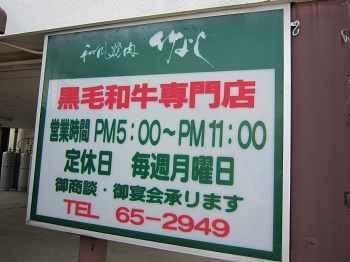 和風焼肉 竹よし
黒毛和牛専門店
営業時間 PM5:00～PM11:00
定休日 毎週月曜日
御商談・御宴会承ります
TEL 65-2949